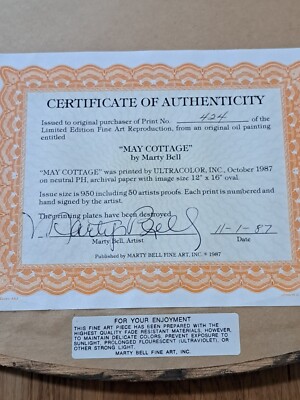 CERTIFICATE OF AUTHENTICITY
Issued to original purchaser of Print No. 424 of the
Limited Edition Fine Art Reproduction, from an original oil painting
entitled
"MAY COTTAGE"
by Marty Bell
"MAY COTTAGE" was printed by ULTRACOLOR, INC., October 1987
on neutral PH, archival paper with image size 12" x 16" oval.
Issue size is 950 including 50 artists proofs. Each print is numbered and
hand signed by the artist.
The printing plates have been destroyed.
Marty Bell 11-1-87
Marty Bell, Artist Date
Published by MARTY BELL FINE ART, INC. © 1987
FOR YOUR ENJOYMENT
THIS FINE ART PIECE HAS BEEN PREPARED WITH THE
HIGHEST QUALITY FADE RESISTANT MATERIALS, HOWEVER,
TO MAINTAIN DELICATE COLORS, PREVENT EXPOSURE TO
SUNLIGHT, PROLONGED FLOURESCENT (ULTRAVIOLET), OR
OTHER STRONG LIGHT.
MARTY BELL FINE ART, INC.